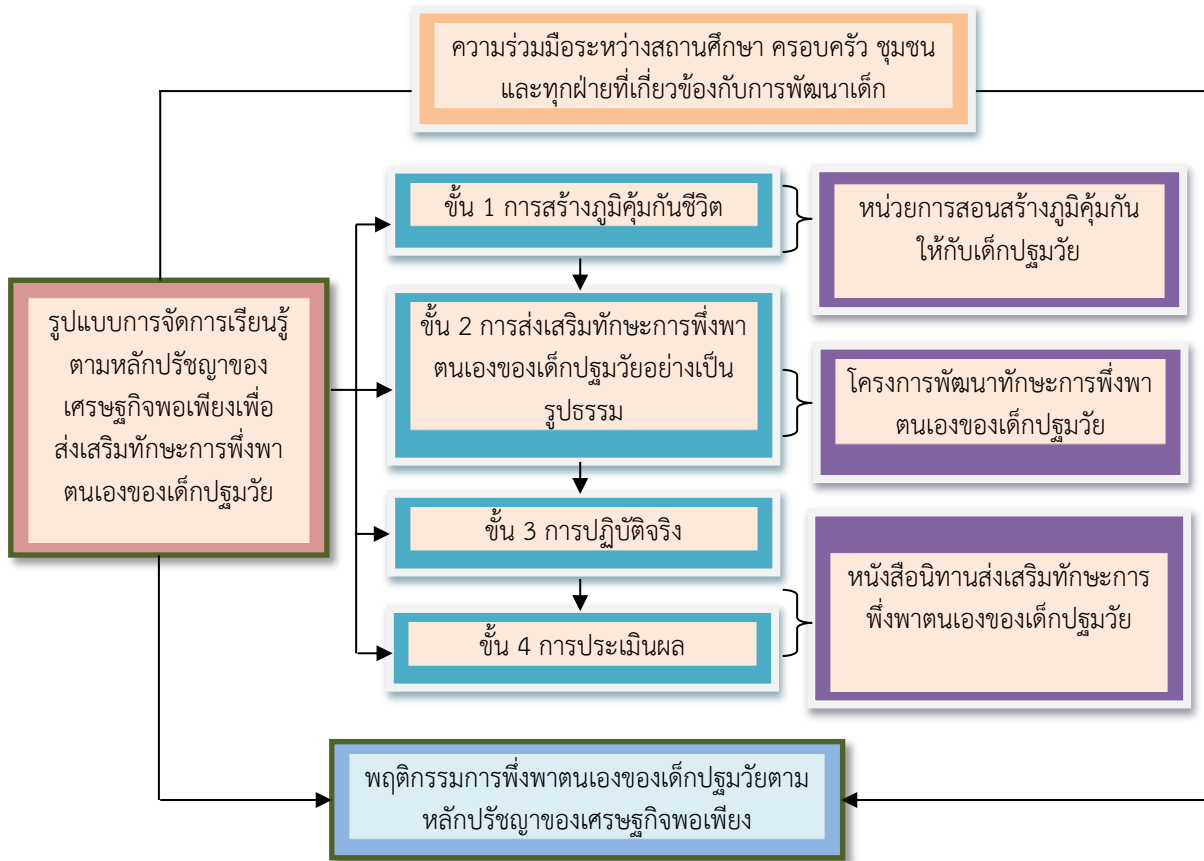 ความร่วมมือระหว่างสถานศึกษา ครอบครัว ชุมชน
และทุกฝ่ายที่เกี่ยวข้องกับการพัฒนาเด็ก
ขั้น 1 การสร้างภูมิคุ้มกันชีวิต
หน่วยการสอนสร้างภูมิคุ้มกัน
ให้กับเด็กปฐมวัย
รูปแบบการจัดการเรียนรู้
ตามหลักปรัชญาของ
เศรษฐกิจพอเพียงเพื่อ
ส่งเสริมทักษะการพึ่งพา
ตนเองของเด็กปฐมวัย
ขั้น 2 การส่งเสริมทักษะการพึ่งพา
ตนเองของเด็กปฐมวัยอย่างเป็น
รูปธรรม
โครงการพัฒนาทักษะการพึ่งพา
ตนเองของเด็กปฐมวัย
ขั้น 3 การปฏิบัติจริง
หนังสือนิทานส่งเสริมทักษะการ
พึ่งพาตนเองของเด็กปฐมวัย
ขั้น 4 การประเมินผล
พฤติกรรมการพึ่งพาตนเองของเด็กปฐมวัยตาม
หลักปรัชญาของเศรษฐกิจพอเพียง